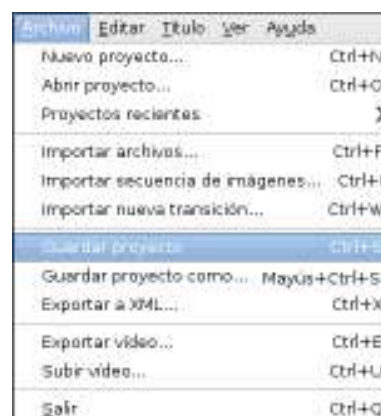 Archivo Editar Título Ver Ayuda
Nuevo proyecto... Ctrl+N
Abrir proyecto... Ctrl+O
Proyectos recientes
Importar archivos... Ctrl+F
Importar secuencia de imágenes... Ctrl+I
Importar nueva transición... Ctrl+W
Guardar proyecto Ctrl+S
Guardar proyecto como... Mayús+Ctrl+S
Exportar a XML... Ctrl+X
Exportar vídeo... Ctrl+E
Subir vídeo... Ctrl+U
Salir Ctrl+Q